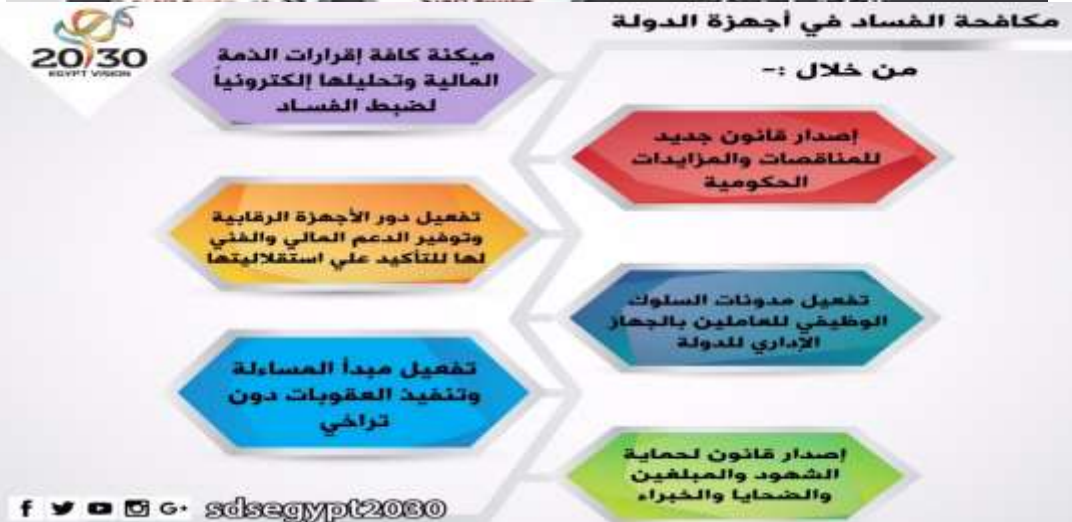 مكافحة الفساد في أجهزة الدولة
من خلال :-
2030
EGYPT VISION
ميكنة كافة إقرارات الذمة
المالية وتحليلها إلكترونياً
لضبط الفساد
إصدار قانون جديد
للمناقصات والمزايدات
الحكومية
تفعيل دور الأجهزة الرقابية
وتوفير الدعم المالي والفني
لها للتأكيد علي استقلاليتها
تفعيل مدونات السلوك
الوظيفي للعاملين بالجهاز
الإداري للدولة
تفعيل مبدأ المساءلة
وتنفيذ العقوبات دون
تراخي
إصدار قانون لحماية
الشهود والمبلغين
والضحايا والخبراء
sdsegypt2030